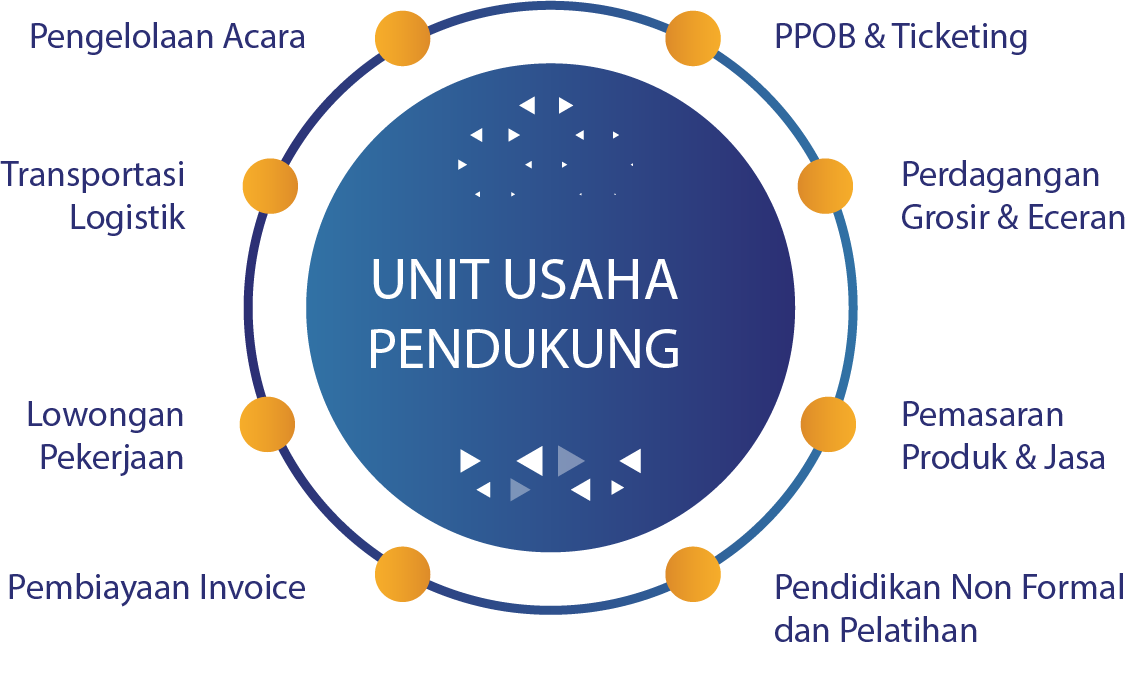 Pengelolaan Acara
PPOB & Ticketing
Transportasi
Logistik
Perdagangan
Grosir & Eceran
UNIT USAHA
PENDUKUNG
Lowongan
Pekerjaan
Pemasaran
Produk & Jasa
Pembiayaan Invoice
Pendidikan Non Formal
dan Pelatihan